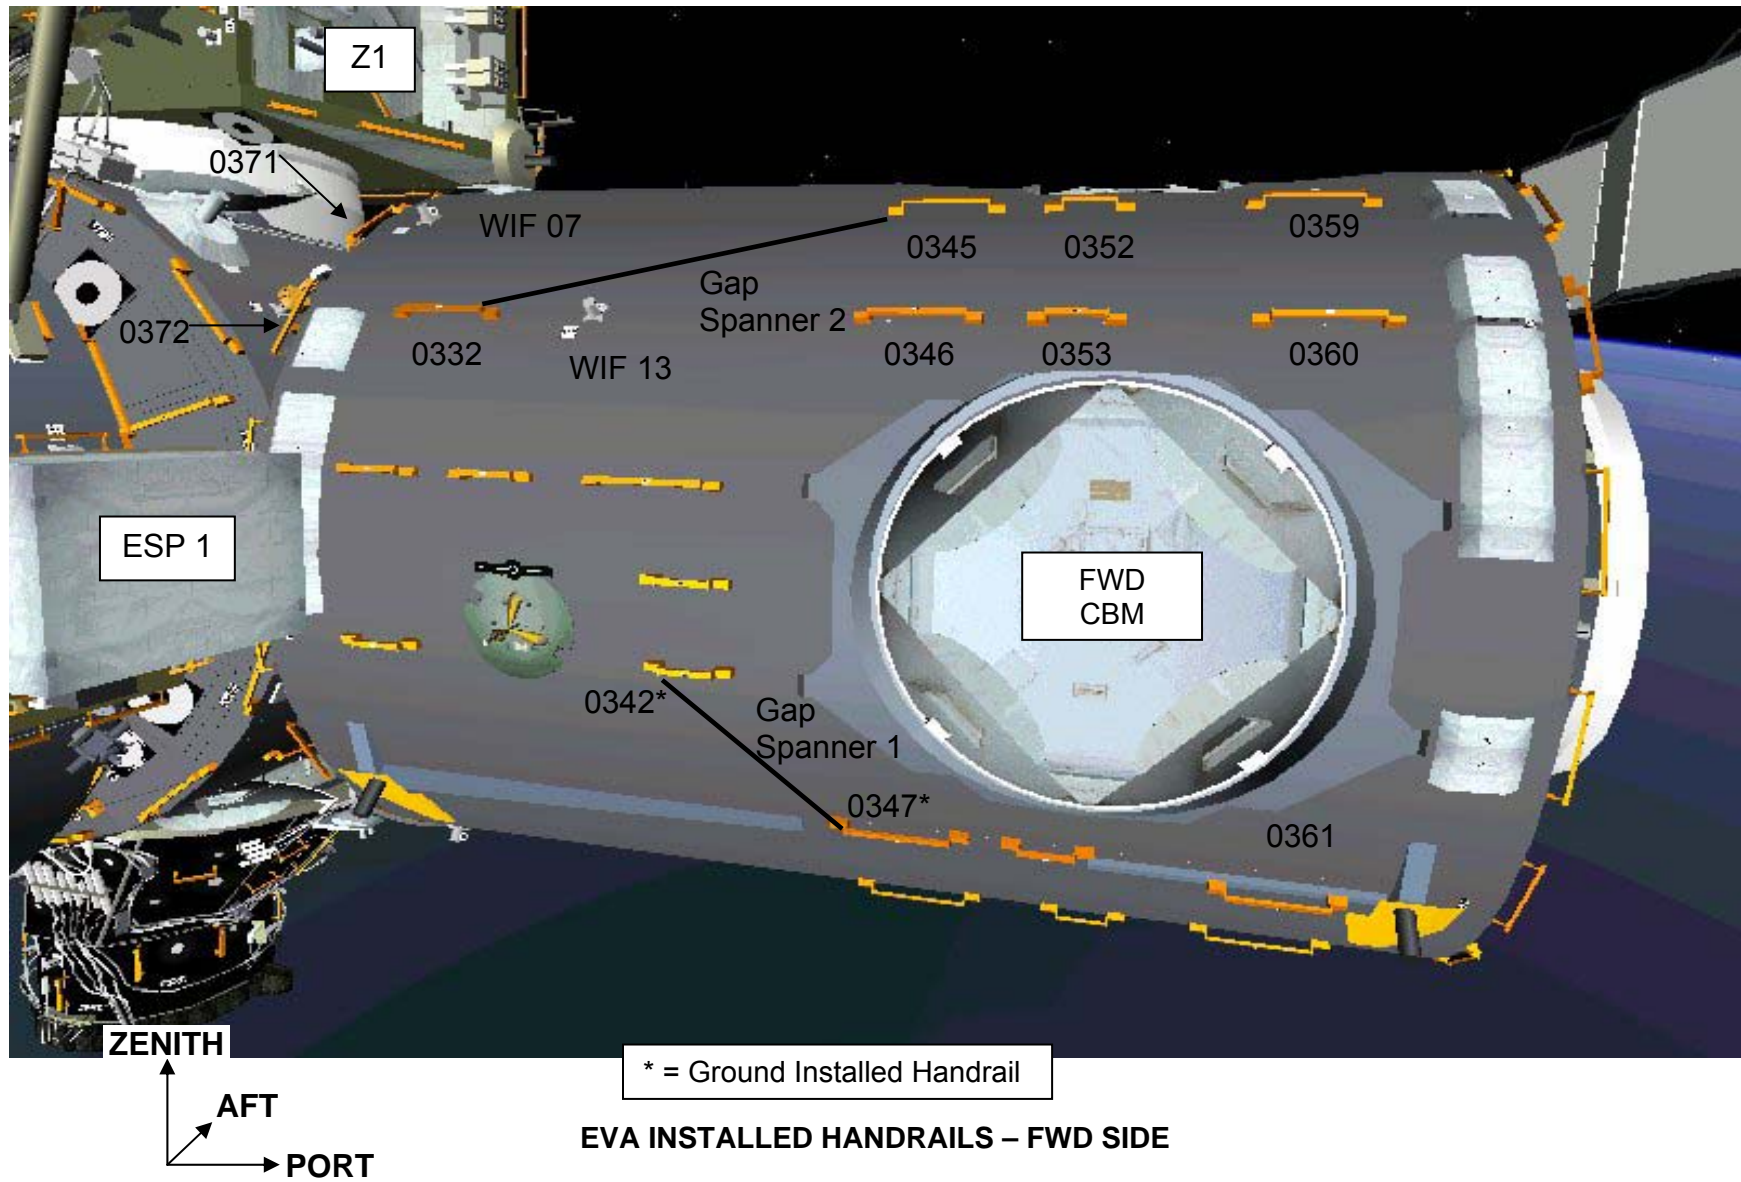 Z1
0371
WIF 07
0345
0352
0359
Gap
Spanner 2
0372
0332
WIF 13
0346
0353
0360
ESP 1
FWD
CBM
0342*
Gap
Spanner 1
0347*
0361
ZENITH
AFT
PORT
* = Ground Installed Handrail
EVA INSTALLED HANDRAILS – FWD SIDE